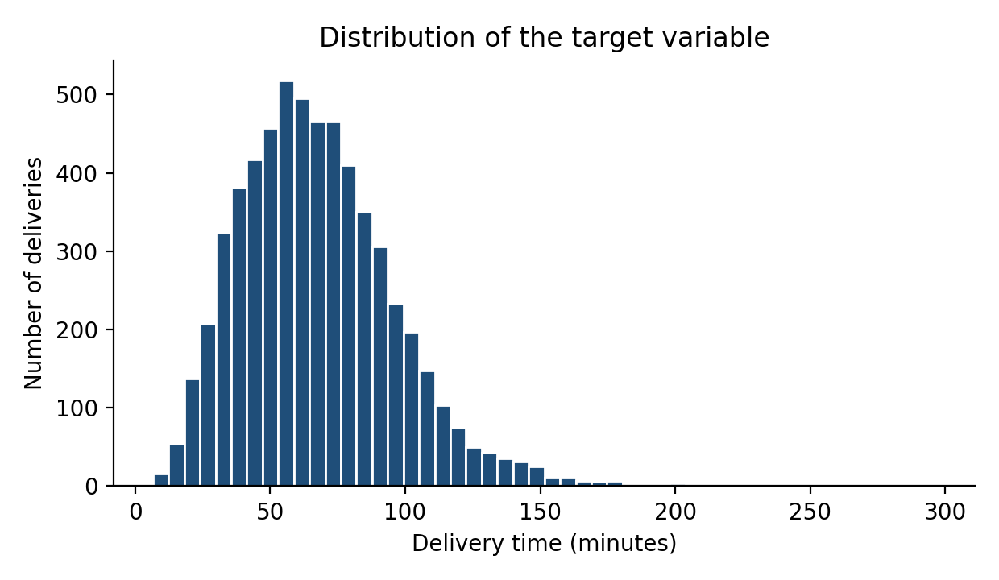 Distribution of the target variable
Number of deliveries
500
400
300
200
100
0
0 50 100 150 200 250 300
Delivery time (minutes)